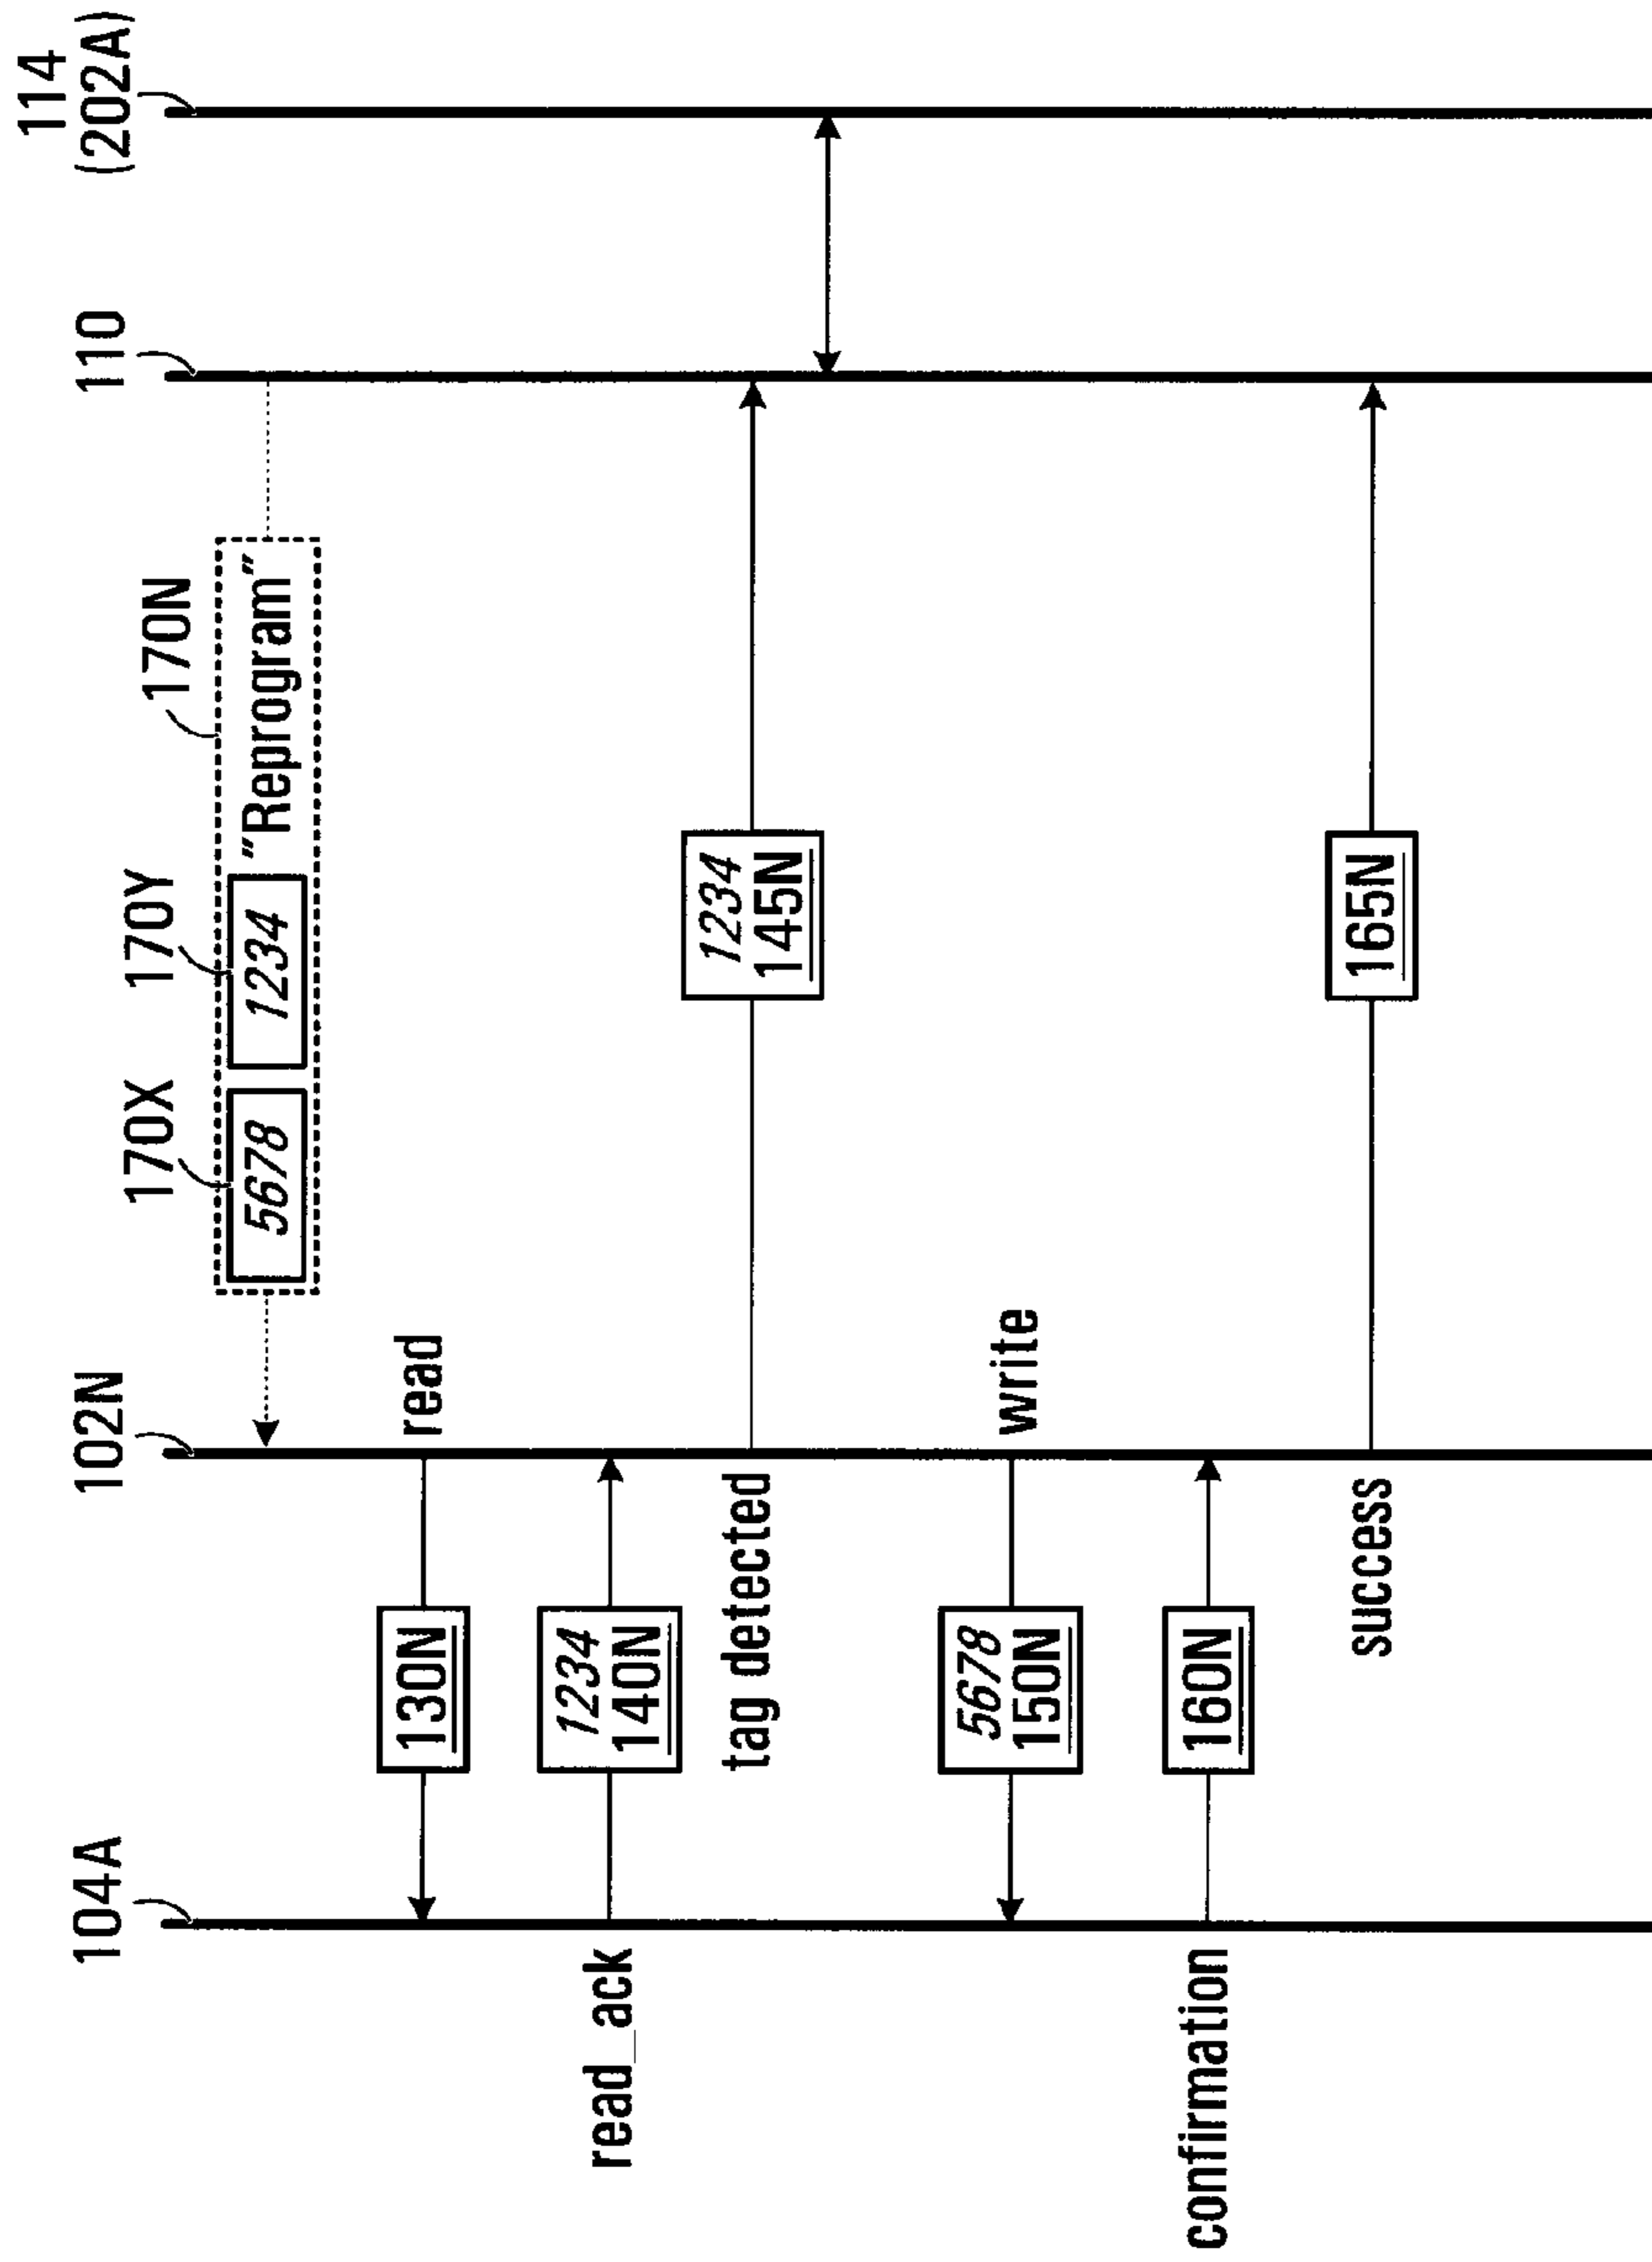 114
104A
102N
110
(202A)
170X
170Y
170N
5678
1234
"Reprogram"
130N
read
read_ack
1234
140N
tag detected
1234
145N
5678
150N
write
confirmation
160N
success
165N